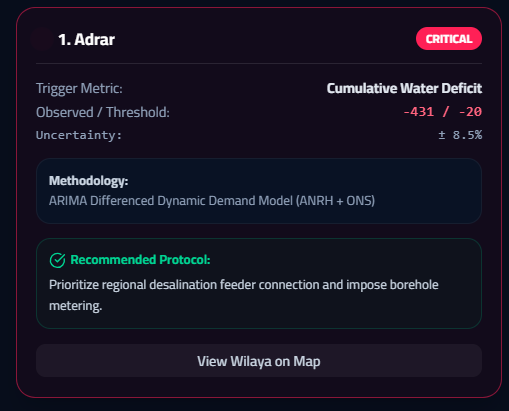 1. Adrar
CRITICAL
Trigger Metric:
Cumulative Water Deficit
Observed / Threshold:
-431 / -20
Uncertainty:
± 8.5%
Methodology:
ARIMA Differenced Dynamic Demand Model (ANRH + ONS)
Recommended Protocol:
Prioritize regional desalination feeder connection and impose borehole
metering.
View Wilaya on Map